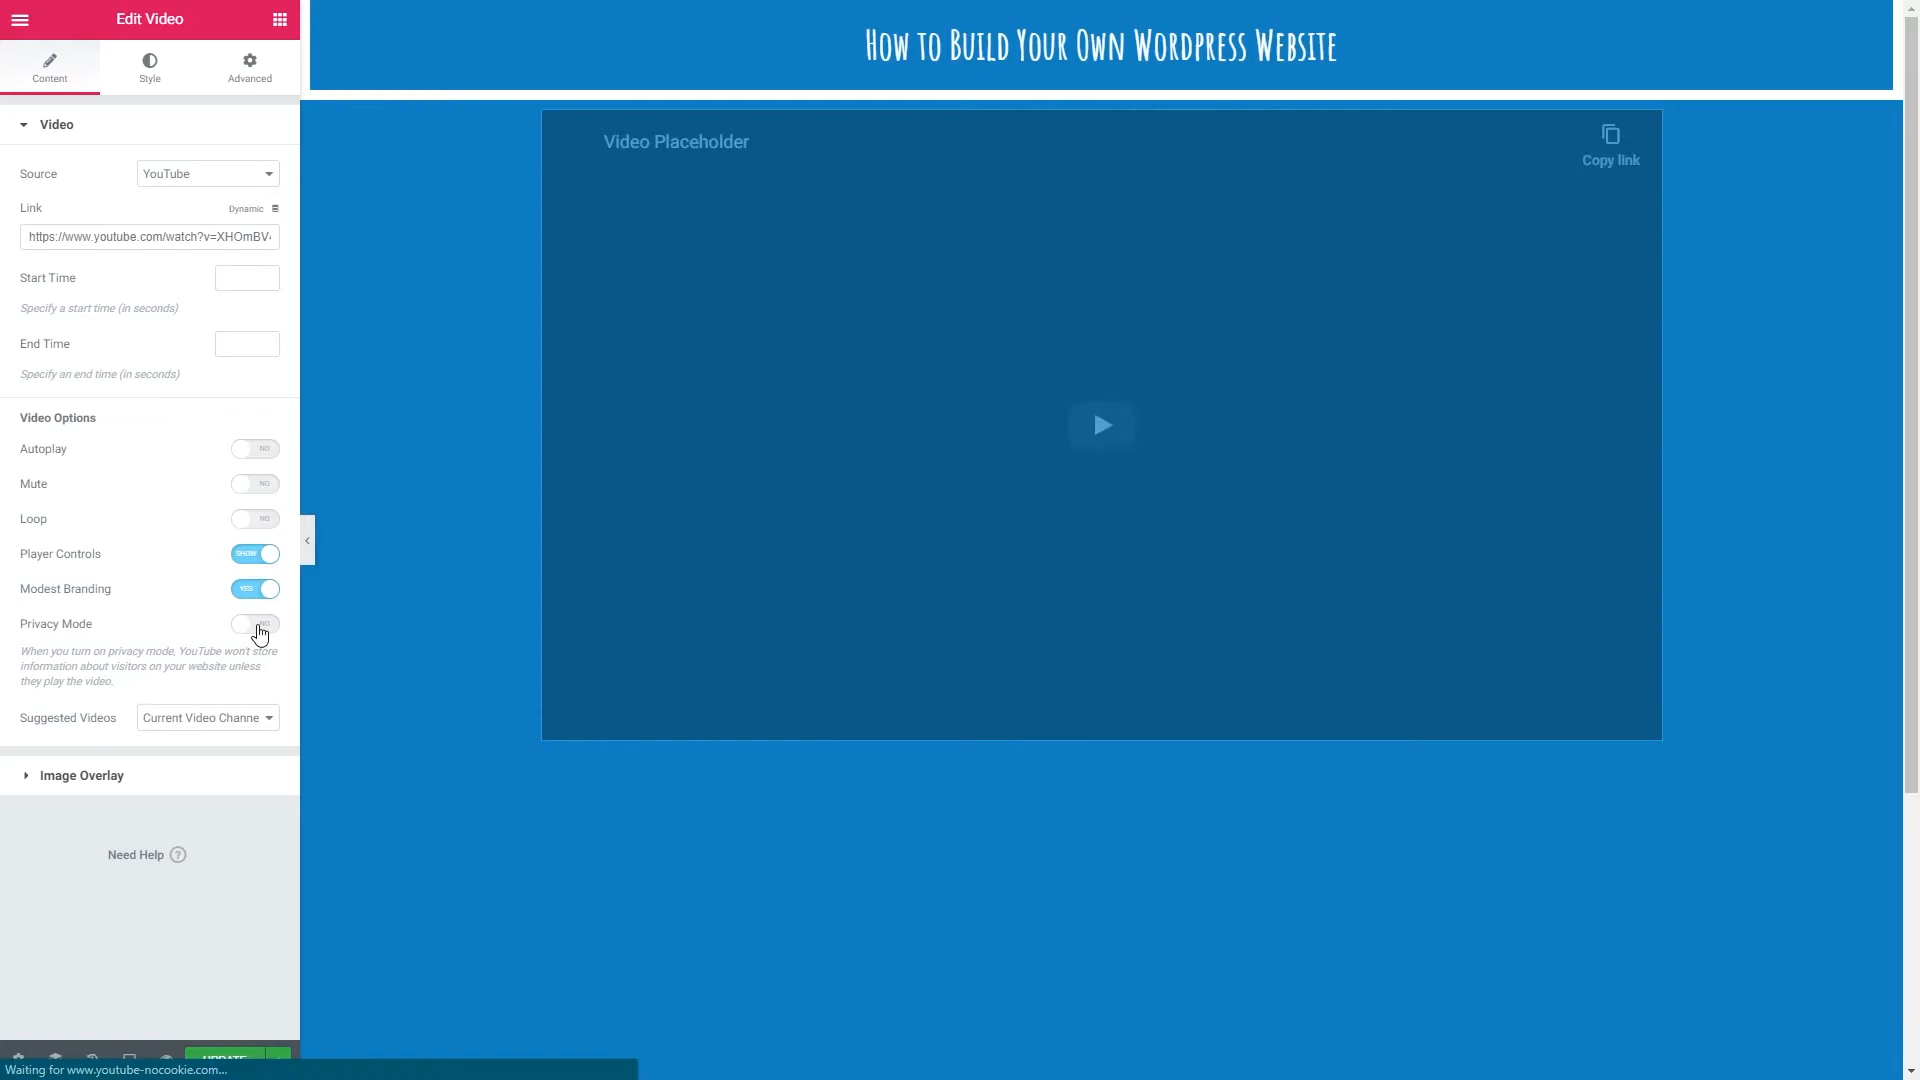 Edit Video
Content
Style
Advanced
Video
Source
YouTube
Link
Dynamic
https://www.youtube.com/watch?v=XHOmBV
Start Time
Specify a start time (in seconds)
End Time
Specify an end time (in seconds)
Video Options
Autoplay
NO
Mute
NO
Loop
NO
Player Controls
SHOW
Modest Branding
YES
Privacy Mode
NO
When you turn on privacy mode, YouTube won't store
information about visitors on your website unless
they play the video.
Suggested Videos
Current Video Channe
Image Overlay
Need Help ?
UPDATE
Waiting for www.youtube-nocookie.com...
How to Build Your Own Wordpress Website
Video Placeholder
Copy link